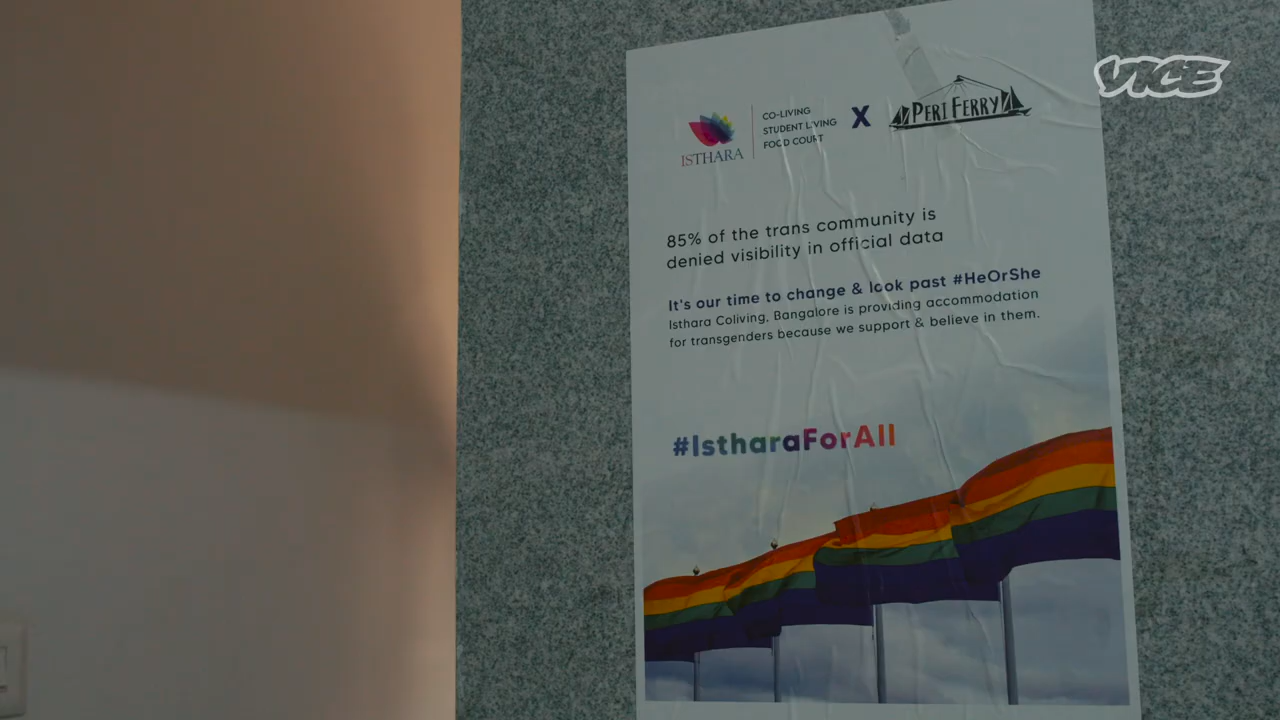 VICE
ISTHARA
CO-LIVING
STUDENT LIVING
FOOD COURT
X
PERI FERRY
85% of the trans community is
denied visibility in official data
It's our time to change & look past #HeOrShe
Isthara Coliving, Bangalore is providing accommodation
for transgenders because we support & believe in them.
#IstharaForAll